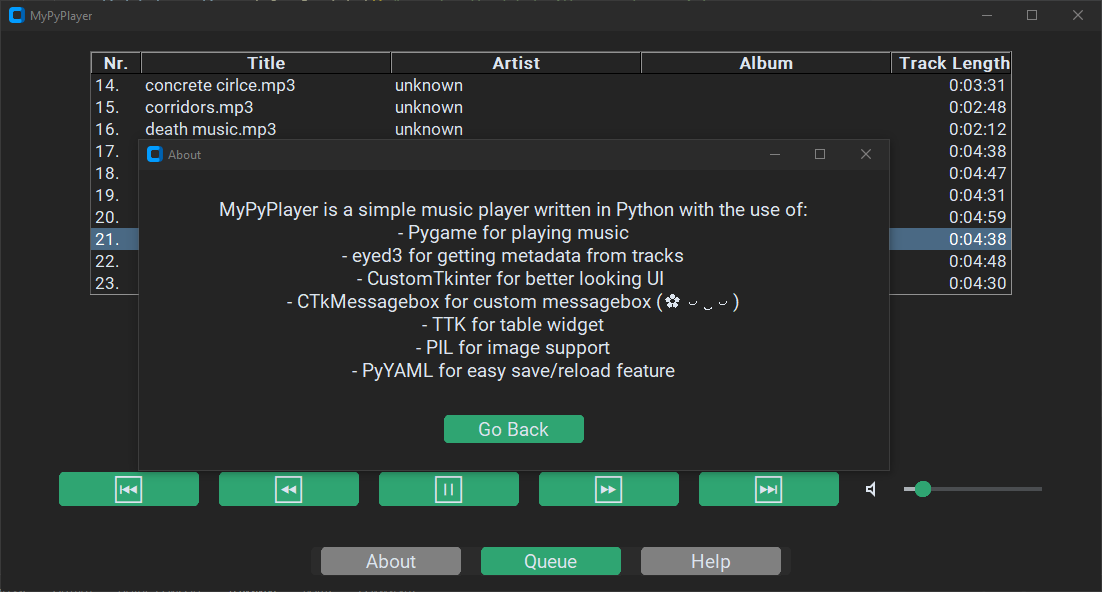 MyPyPlayer
Nr. Title Artist Album Track Length
14. concrete cirlce.mp3 unknown 0:03:31
15. corridors.mp3 unknown 0:02:48
16. death music.mp3 unknown 0:02:12
17. 0:04:38
18. 0:04:47
19. 0:04:31
20. 0:04:59
21. 0:04:38
22. 0:04:48
23. 0:04:30
About
MyPyPlayer is a simple music player written in Python with the use of:
- Pygame for playing music
- eyed3 for getting metadata from tracks
- CustomTkinter for better looking UI
- CTkMessagebox for custom messagebox (✿ ᴗ ‿ ᴗ )
- TTK for table widget
- PIL for image support
- PyYAML for easy save/reload feature
Go Back
About Queue Help